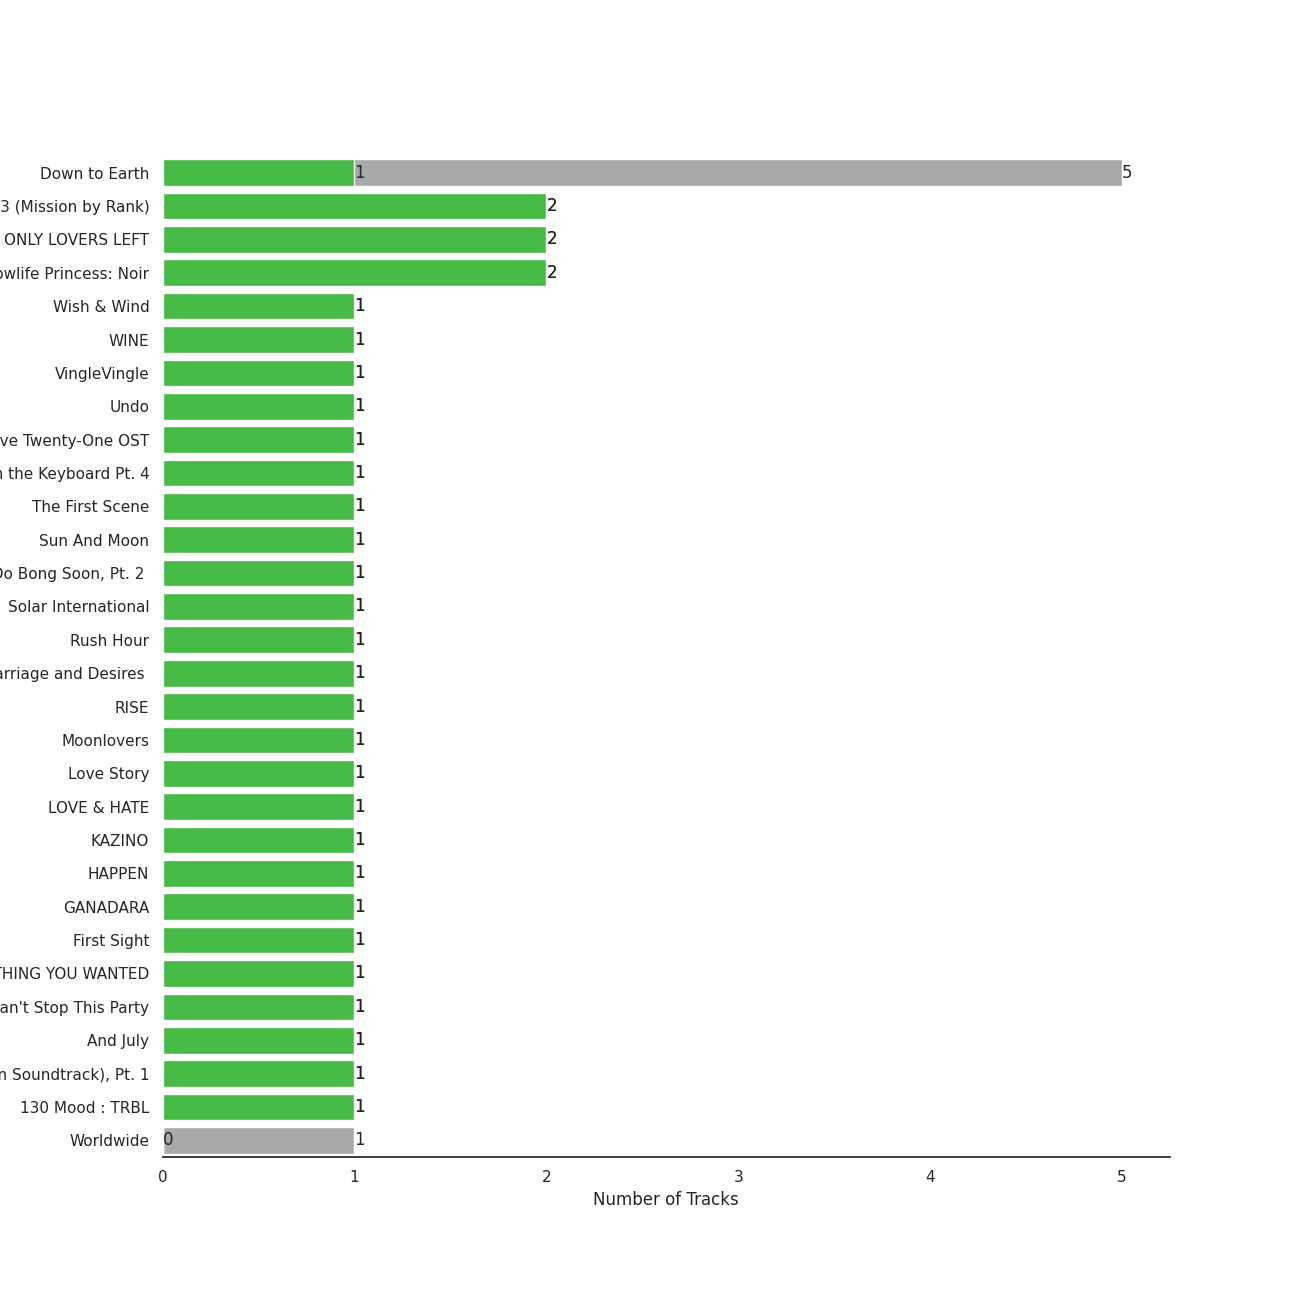 Down to Earth 1 5
3 (Mission by Rank) 2
ONLY LOVERS LEFT 2
wlife Princess: Noir 2
Wish & Wind 1
WINE 1
VingleVingle 1
Undo 1
ve Twenty-One OST 1
the Keyboard Pt. 4 1
The First Scene 1
Sun And Moon 1
Do Bong Soon, Pt. 2 1
Solar International 1
Rush Hour 1
arriage and Desires 1
RISE 1
Moonlovers 1
Love Story 1
LOVE & HATE 1
KAZINO 1
HAPPEN 1
GANADARA 1
First Sight 1
THING YOU WANTED 1
an't Stop This Party 1
And July 1
n Soundtrack), Pt. 1 1
130 Mood : TRBL 1
Worldwide 0 1
0 1 2 3 4 5
Number of Tracks